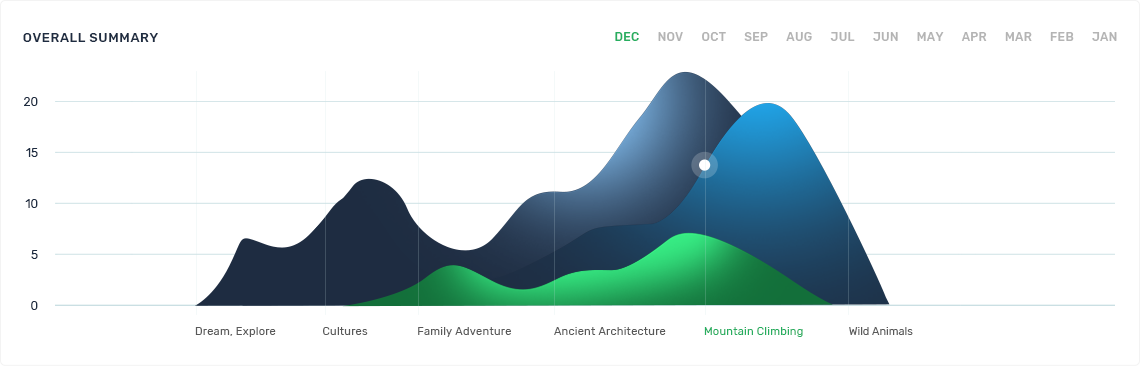 OVERALL SUMMARY
DEC NOV OCT SEP AUG JUL JUN MAY APR MAR FEB JAN
20
15
10
5
0
Dream, Explore Cultures Family Adventure Ancient Architecture Mountain Climbing Wild Animals